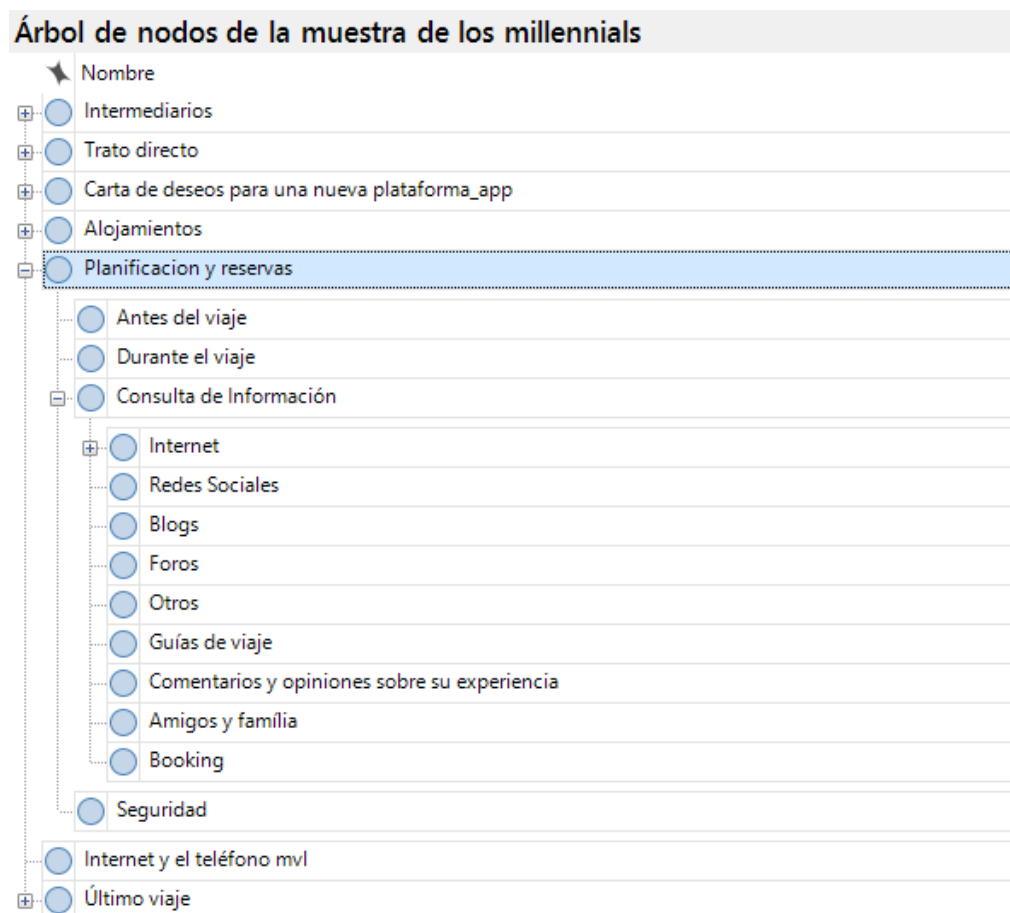 Árbol de nodos de la muestra de los millennials
Nombre
Intermediarios
Trato directo
Carta de deseos para una nueva plataforma_app
Alojamientos
Planificacion y reservas
Antes del viaje
Durante el viaje
Consulta de Información
Internet
Redes Sociales
Blogs
Foros
Otros
Guías de viaje
Comentarios y opiniones sobre su experiencia
Amigos y família
Booking
Seguridad
Internet y el teléfono mvl
Último viaje